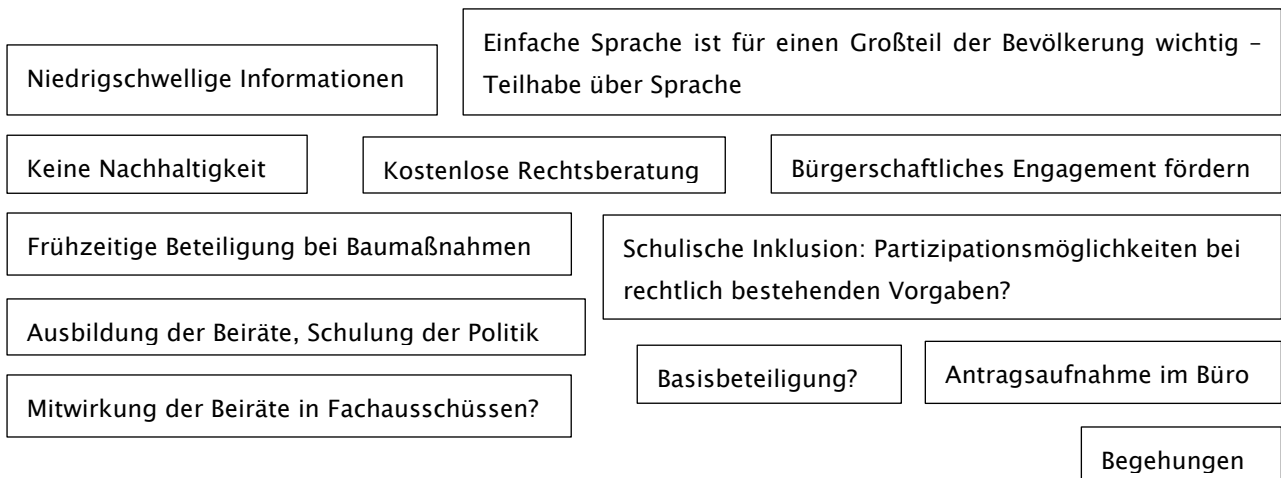 Niedrigschwellige Informationen
Einfache Sprache ist für einen Großteil der Bevölkerung wichtig –
Teilhabe über Sprache
Keine Nachhaltigkeit
Kostenlose Rechtsberatung
Bürgerschaftliches Engagement fördern
Frühzeitige Beteiligung bei Baumaßnahmen
Schulische Inklusion: Partizipationsmöglichkeiten bei
rechtlich bestehenden Vorgaben?
Ausbildung der Beiräte, Schulung der Politik
Basisbeteiligung?
Antragsaufnahme im Büro
Mitwirkung der Beiräte in Fachausschüssen?
Begehungen